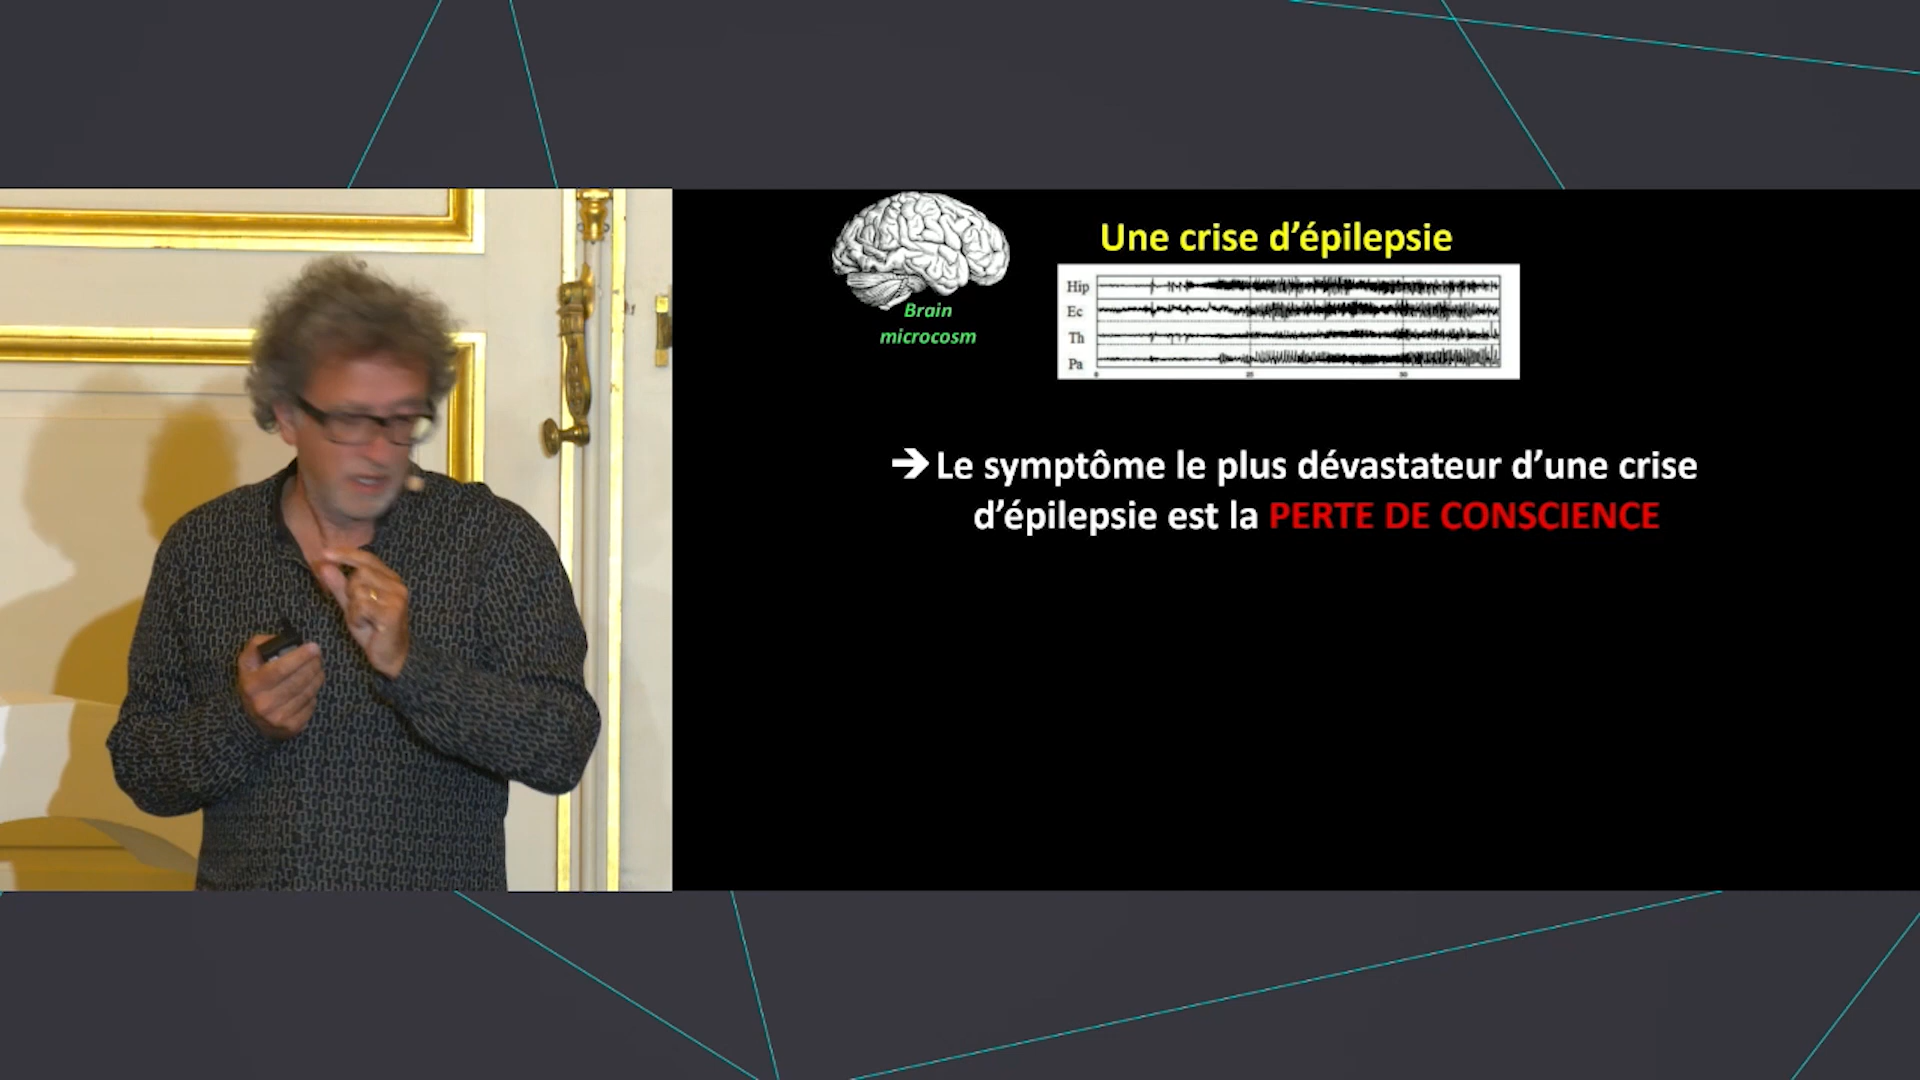 Une crise d'épilepsie
Brain
microcosm
Hip
Ec
Th
Pa
➔ Le symptôme le plus dévastateur d'une crise
d'épilepsie est la PERTE DE CONSCIENCE